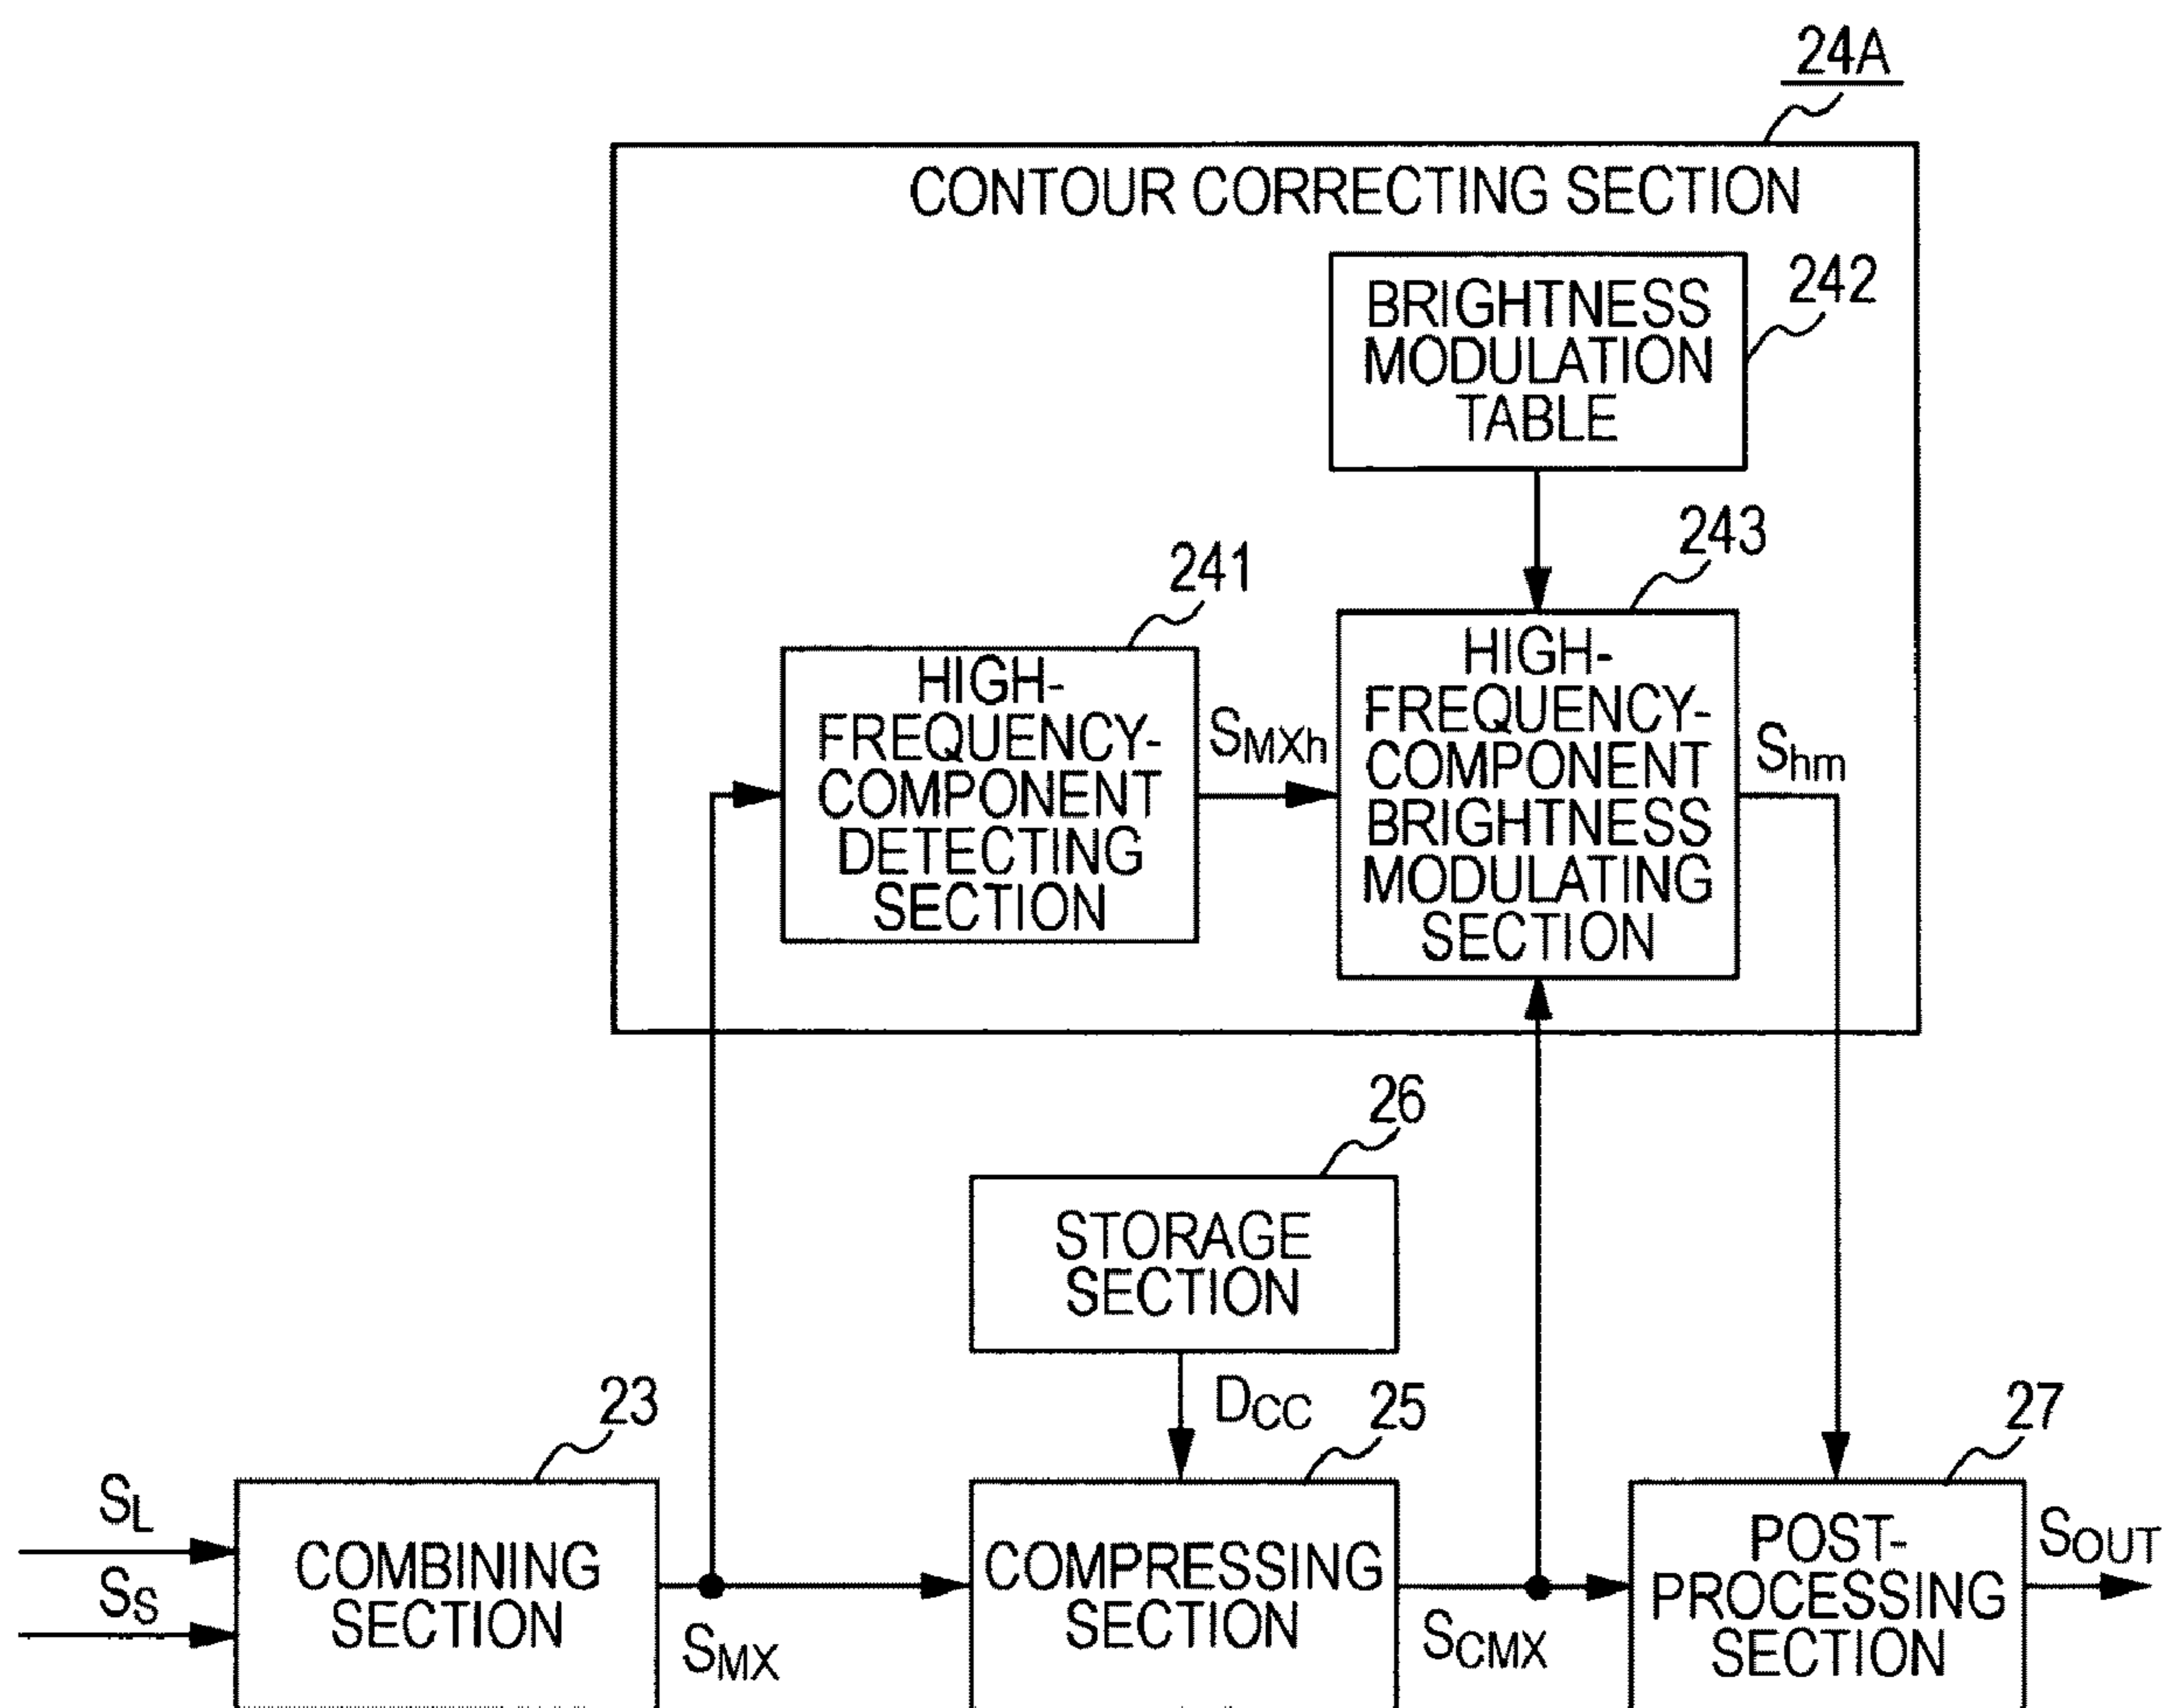 24A
CONTOUR CORRECTING SECTION
BRIGHTNESS
MODULATION
TABLE
242
243
241
HIGH-
FREQUENCY-
COMPONENT
DETECTING
SECTION
SMXh
HIGH-
FREQUENCY-
COMPONENT
BRIGHTNESS
MODULATING
SECTION
Shm
26
STORAGE
SECTION
DCC
23
25
27
SL
SS
COMBINING
SECTION
SMX
COMPRESSING
SECTION
SCMX
POST-
PROCESSING
SECTION
SOUT